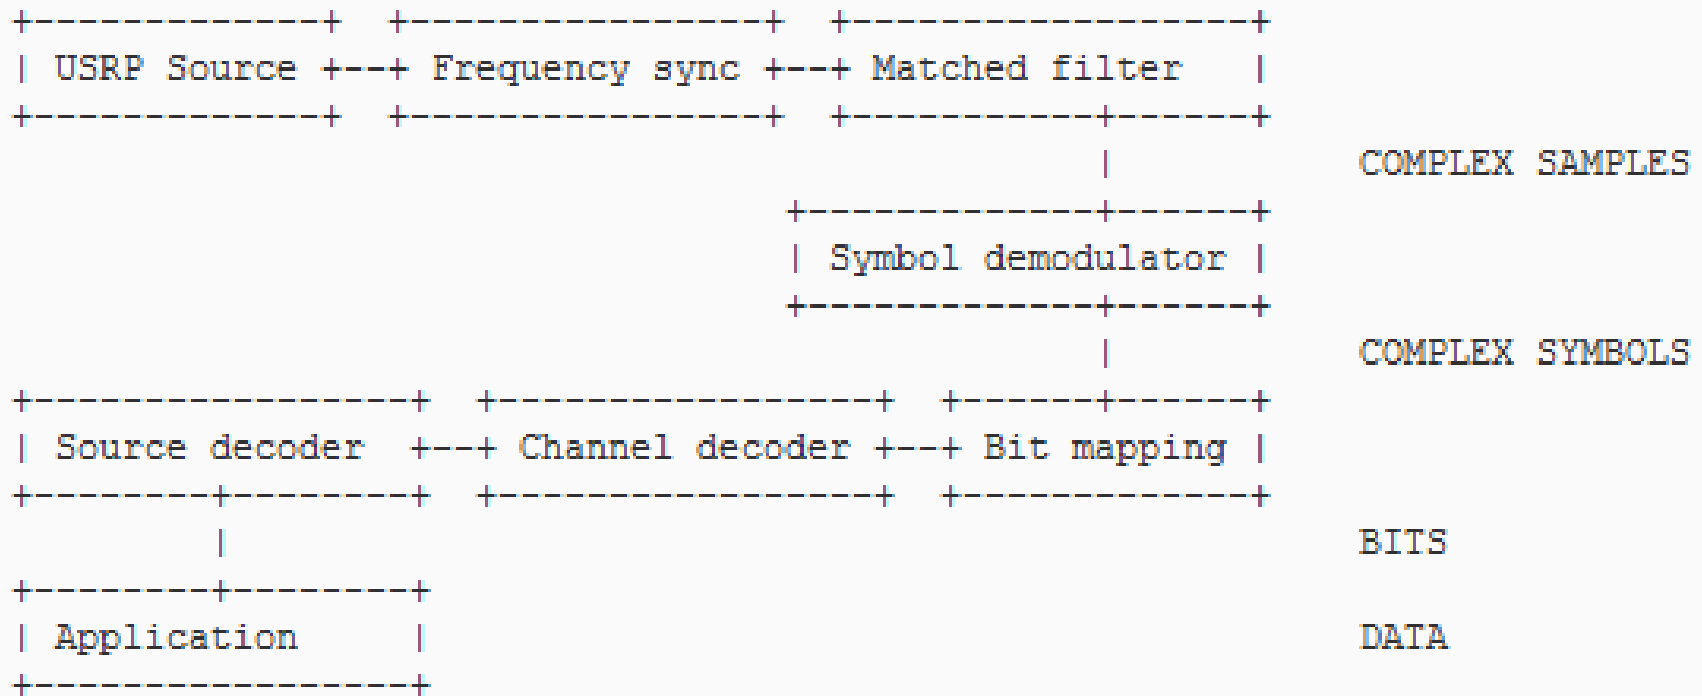 +-------------+  +----------------+  +------------------+
| USRP Source +--+ Frequency sync +--+ Matched filter   |
+-------------+  +----------------+  +-----------+------+
                                                 |           COMPLEX SAMPLES
                                   +-------------+------+
                                   | Symbol demodulator |
                                   +-------------+------+
                                                 |           COMPLEX SYMBOLS
+-----------------+  +-----------------+  +------+------+
| Source decoder  +--+ Channel decoder +--+ Bit mapping |
+--------+--------+  +-----------------+  +-------------+
         |                                                   BITS
+--------+--------+
| Application     |                                          DATA
+-----------------+